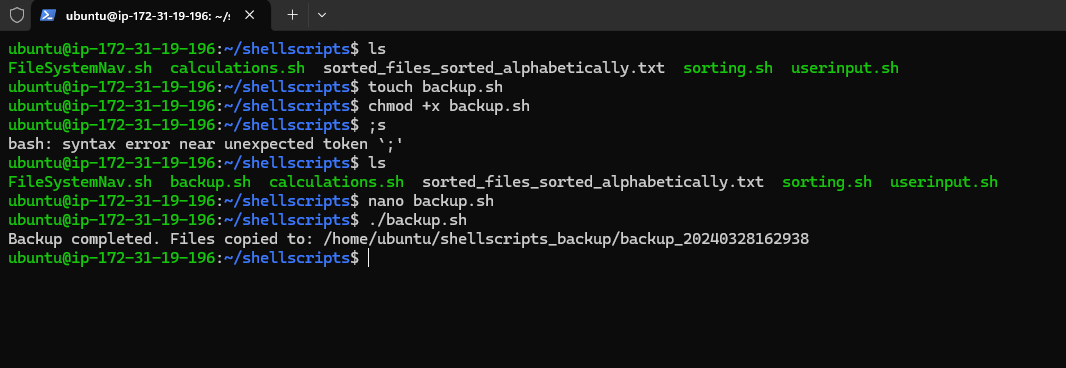 ubuntu@ip-172-31-19-196: ~/s
ubuntu@ip-172-31-19-196:~/shellscripts$ ls
FileSystemNav.sh  calculations.sh  sorted_files_sorted_alphabetically.txt  sorting.sh  userinput.sh
ubuntu@ip-172-31-19-196:~/shellscripts$ touch backup.sh
ubuntu@ip-172-31-19-196:~/shellscripts$ chmod +x backup.sh
ubuntu@ip-172-31-19-196:~/shellscripts$ ;s
bash: syntax error near unexpected token `;'
ubuntu@ip-172-31-19-196:~/shellscripts$ ls
FileSystemNav.sh  backup.sh  calculations.sh  sorted_files_sorted_alphabetically.txt  sorting.sh  userinput.sh
ubuntu@ip-172-31-19-196:~/shellscripts$ nano backup.sh
ubuntu@ip-172-31-19-196:~/shellscripts$ ./backup.sh
Backup completed. Files copied to: /home/ubuntu/shellscripts_backup/backup_20240328162938
ubuntu@ip-172-31-19-196:~/shellscripts$